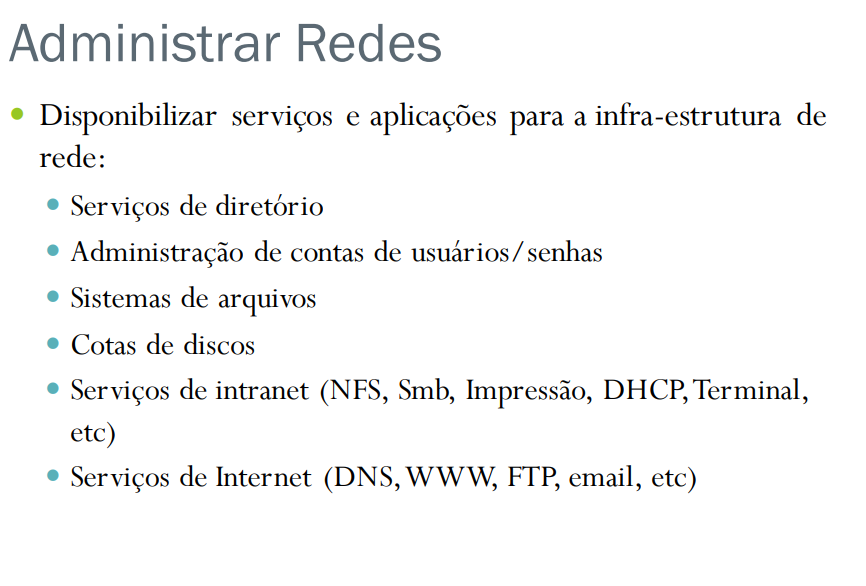 Administrar Redes
Disponibilizar serviços e aplicações para a infra-estrutura de
rede:
Serviços de diretório
Administração de contas de usuários/senhas
Sistemas de arquivos
Cotas de discos
Serviços de intranet (NFS, Smb, Impressão, DHCP, Terminal,
etc)
Serviços de Internet (DNS, WWW, FTP, email, etc)